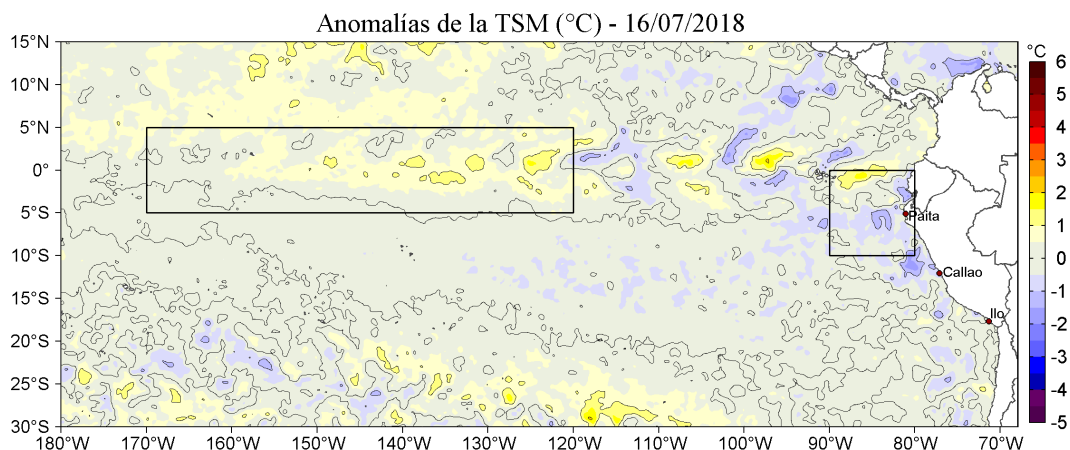 Anomalías de la TSM (°C) - 16/07/2018
15°N
10°N
5°N
0°
5°S
10°S
15°S
20°S
25°S
30°S
180°W
170°W
160°W
150°W
140°W
130°W
120°W
110°W
100°W
90°W
80°W
70°W
Paita
Callao
Ilo
°C
6
5
4
3
2
1
0
-1
-2
-3
-4
-5